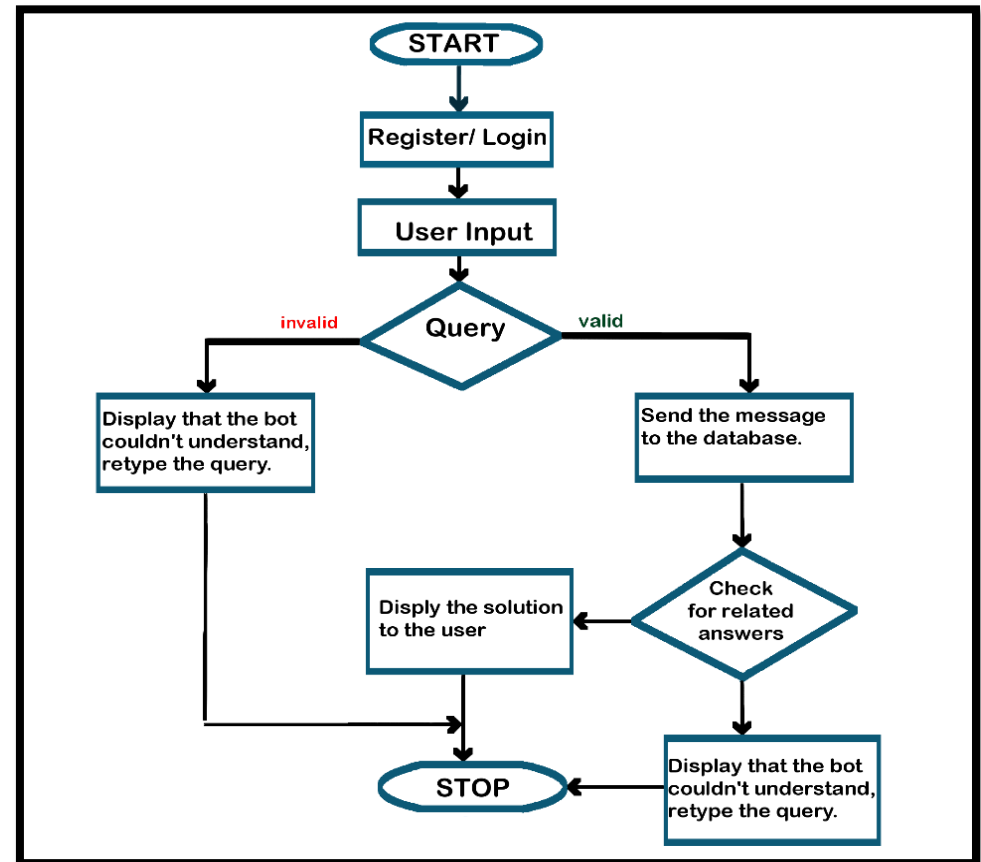 START
Register/ Login
User Input
Query
invalid
valid
Display that the bot
couldn't understand,
retype the query.
Send the message
to the database.
Check
for related
answers
Disply the solution
to the user
Display that the bot
couldn't understand,
retype the query.
STOP